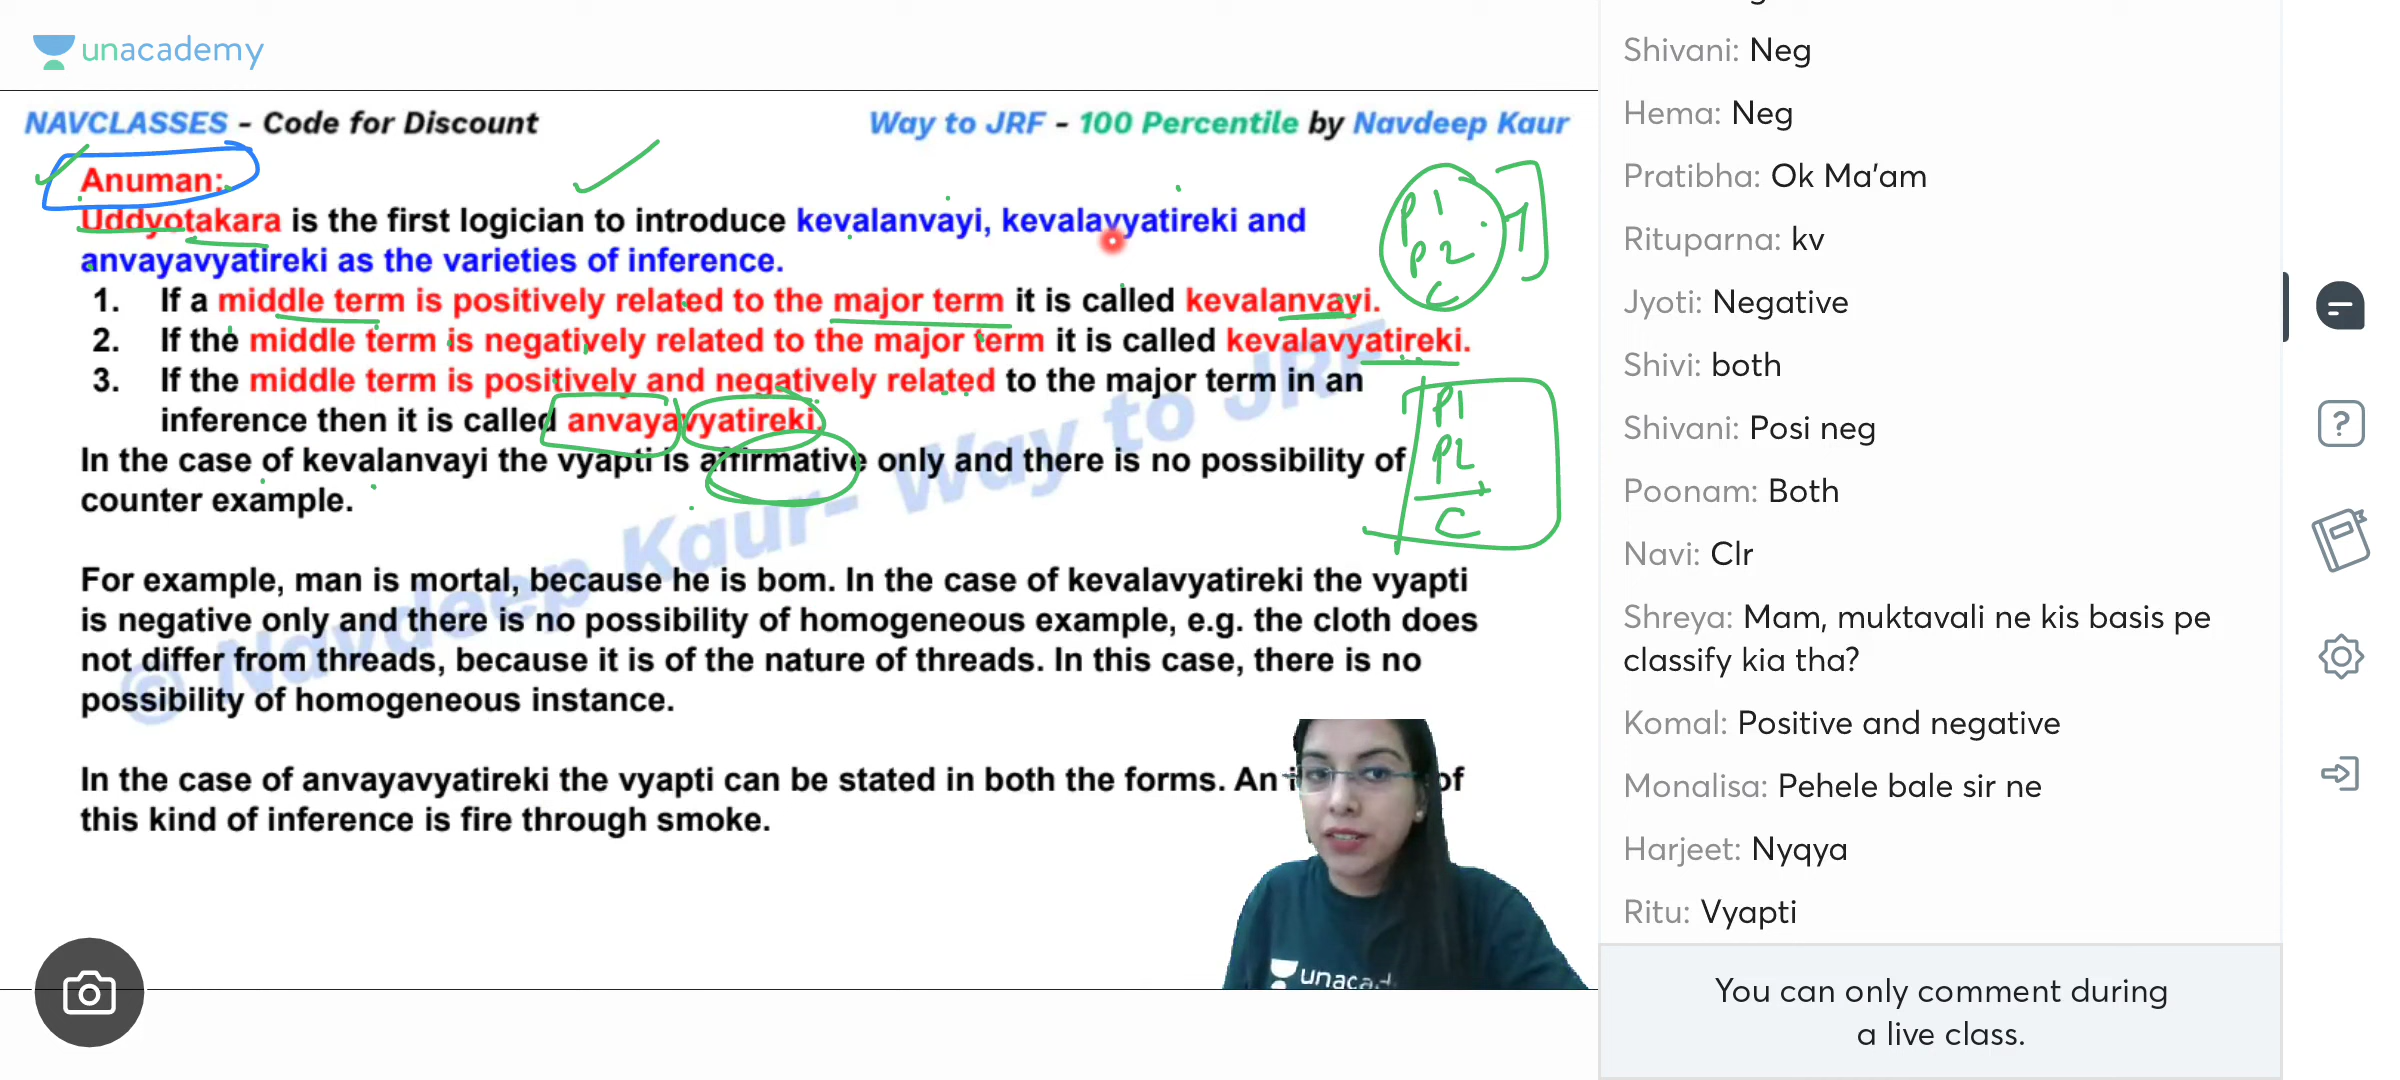 unacademy
NAVCLASSES - Code for Discount
Way to JRF - 100 Percentile by Navdeep Kaur
Anuman:
Uddyotakara is the first logician to introduce kevalanvayi, kevalavyatireki and
anvayavyatireki as the varieties of inference.
1. If a middle term is positively related to the major term it is called kevalanvayi.
2. If the middle term is negatively related to the major term it is called kevalavyatireki.
3. If the middle term is positively and negatively related to the major term in an
inference then it is called anvayavyatireki.
In the case of kevalanvayi the vyapti is affirmative only and there is no possibility of
counter example.
For example, man is mortal, because he is bom. In the case of kevalavyatireki the vyapti
is negative only and there is no possibility of homogeneous example, e.g. the cloth does
not differ from threads, because it is of the nature of threads. In this case, there is no
possibility of homogeneous instance.
In the case of anvayavyatireki the vyapti can be stated in both the forms. An of
this kind of inference is fire through smoke.
P1
P2
C
P1
P2
C
© Navdeep Kaur- Way to JRF
unaca
Shivani: Neg
Hema: Neg
Pratibha: Ok Ma'am
Rituparna: kv
Jyoti: Negative
Shivi: both
Shivani: Posi neg
Poonam: Both
Navi: Clr
Shreya: Mam, muktavali ne kis basis pe
classify kia tha?
Komal: Positive and negative
Monalisa: Pehele bale sir ne
Harjeet: Nyqya
Ritu: Vyapti
You can only comment during
a live class.